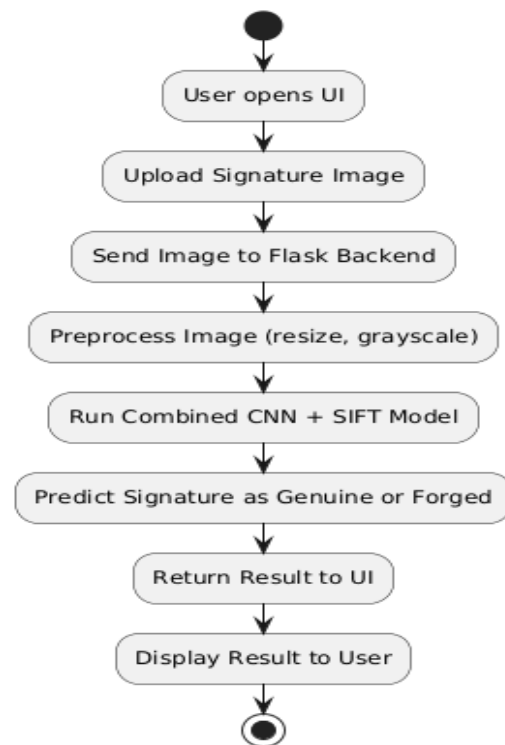 User opens UI
Upload Signature Image
Send Image to Flask Backend
Preprocess Image (resize, grayscale)
Run Combined CNN + SIFT Model
Predict Signature as Genuine or Forged
Return Result to UI
Display Result to User